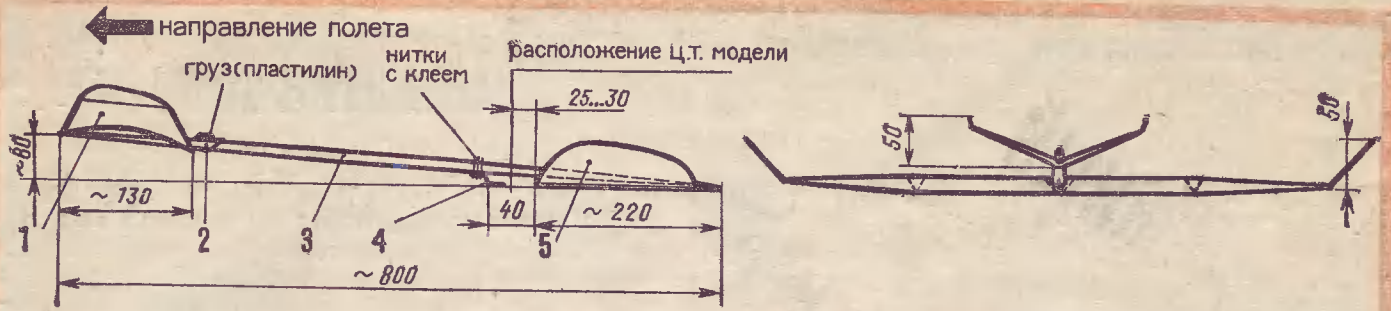 направление полета
груз(пластилин)
нитки
с клеем
расположение ц.т. модели
25...30
~60
~130
40
~220
1
2
3
4
5
~800
50
50